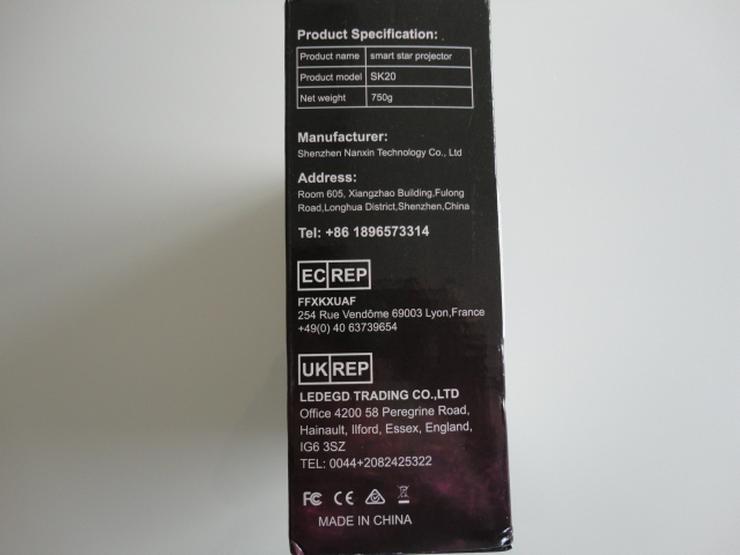 Product Specification:
Product name smart star projector
Product model SK20
Net weight 750g
Manufacturer:
Shenzhen Nanxin Technology Co., Ltd
Address:
Room 605, Xiangzhao Building,Fulong
Road,Longhua District,Shenzhen,China
Tel: +86 1896573314
EC REP
FFXKXUAF
254 Rue Vendôme 69003 Lyon,France
+49(0) 40 63739654
UK REP
LEDEGD TRADING CO.,LTD
Office 4200 58 Peregrine Road,
Hainault, Ilford, Essex, England,
IG6 3SZ
TEL: 0044+2082425322
FC CE
MADE IN CHINA